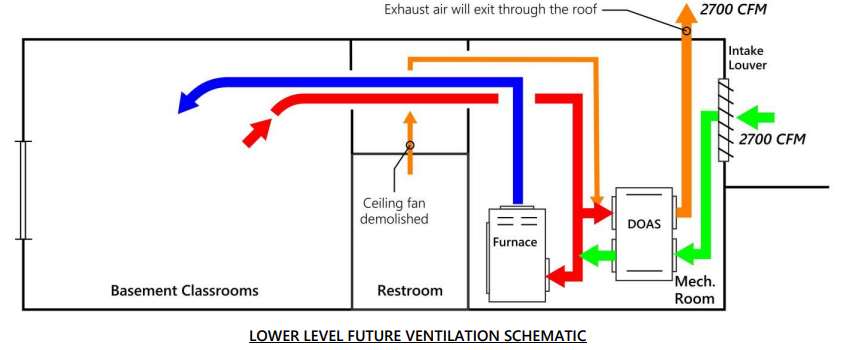 Exhaust air will exit through the roof
2700 CFM
Intake
Louver
2700 CFM
Ceiling fan
demolished
Furnace
DOAS
Basement Classrooms
Restroom
Mech.
Room
LOWER LEVEL FUTURE VENTILATION SCHEMATIC